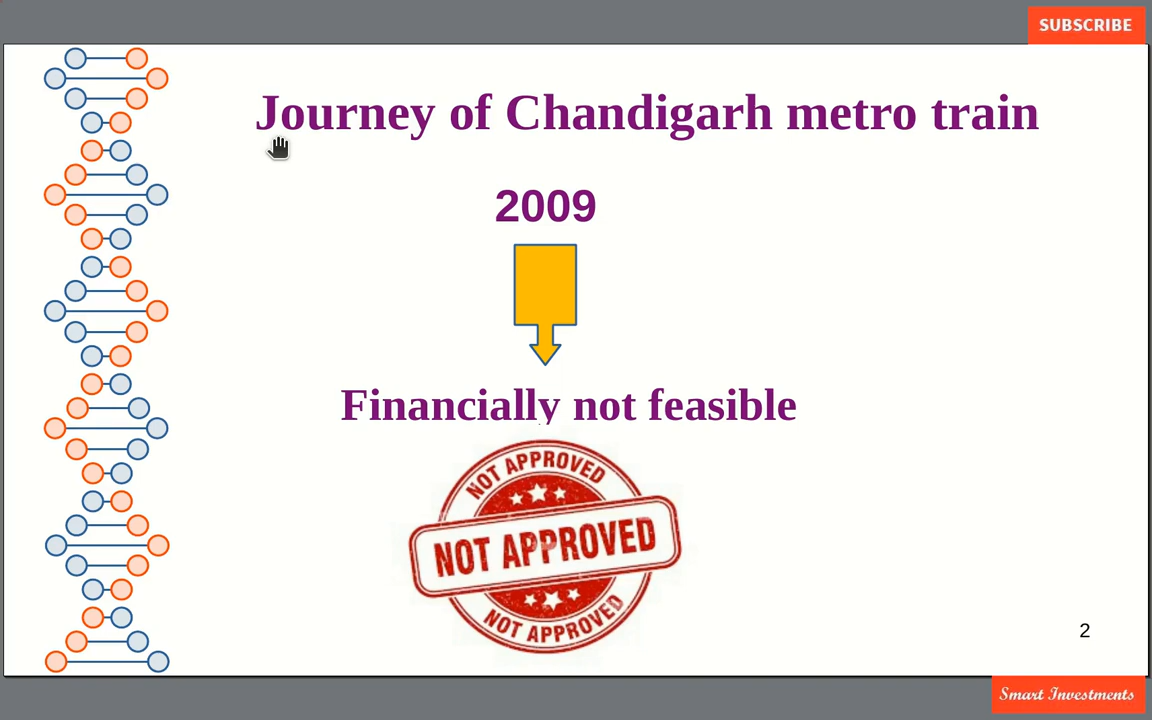 SUBSCRIBE
Journey of Chandigarh metro train
2009
Financially not feasible
NOT APPROVED
NOT APPROVED
NOT APPROVED
2
Smart Investments